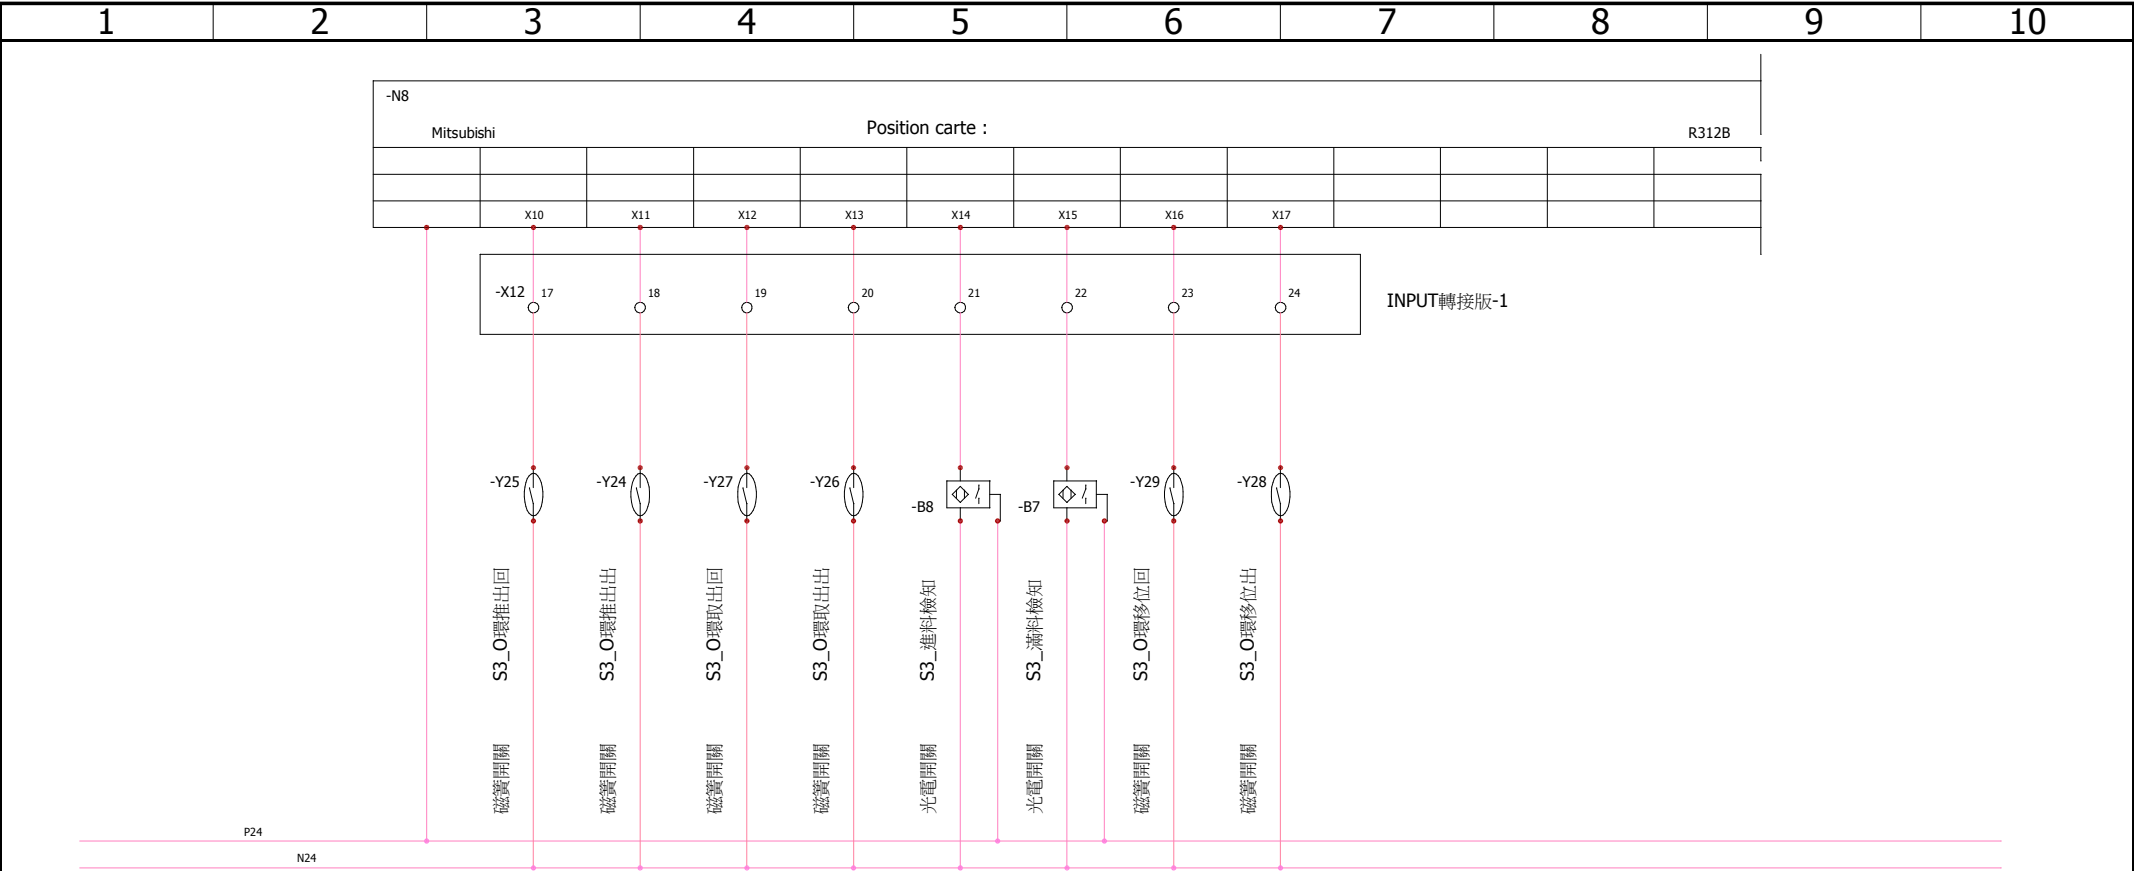 1 2 3 4 5 6 7 8 9 10
-N8
Mitsubishi Position carte : R312B
X10 X11 X12 X13 X14 X15 X16 X17
-X12 17 18 19 20 21 22 23 24
INPUT轉接版-1
-Y25 -Y24 -Y27 -Y26 -B8 -B7 -Y29 -Y28
S3_O環推出回
S3_O環推出出
S3_O環取出回
S3_O環取出出
S3_進料檢知
S3_滿料檢知
S3_O環移位回
S3_O環移位出
磁簧開關
磁簧開關
磁簧開關
磁簧開關
光電開關
光電開關
磁簧開關
磁簧開關
P24
N24